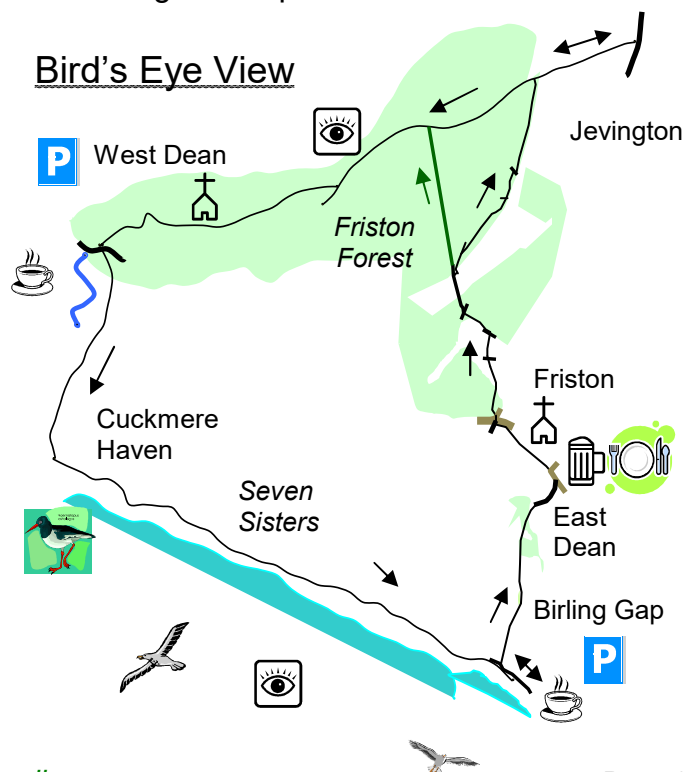 Bird's Eye View
Jevington
P
West Dean
Friston
Forest
Friston
Cuckmere
Haven
Seven
Sisters
East
Dean
Birling Gap
P